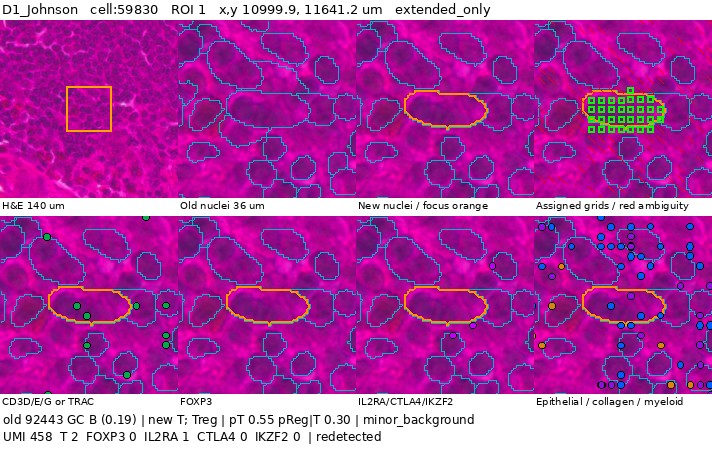 D1_Johnson   cell:59830   ROI 1   x,y 10999.9, 11641.2 um   extended_only
H&E 140 um
Old nuclei 36 um
New nuclei / focus orange
Assigned grids / red ambiguity
CD3D/E/G or TRAC
FOXP3
IL2RA/CTLA4/IKZF2
Epithelial / collagen / myeloid
old 92443 GC B (0.19) | new T; Treg | pT 0.55 pReg|T 0.30 | minor_background
UMI 458  T 2  FOXP3 0  IL2RA 1  CTLA4 0  IKZF2 0  | redetected